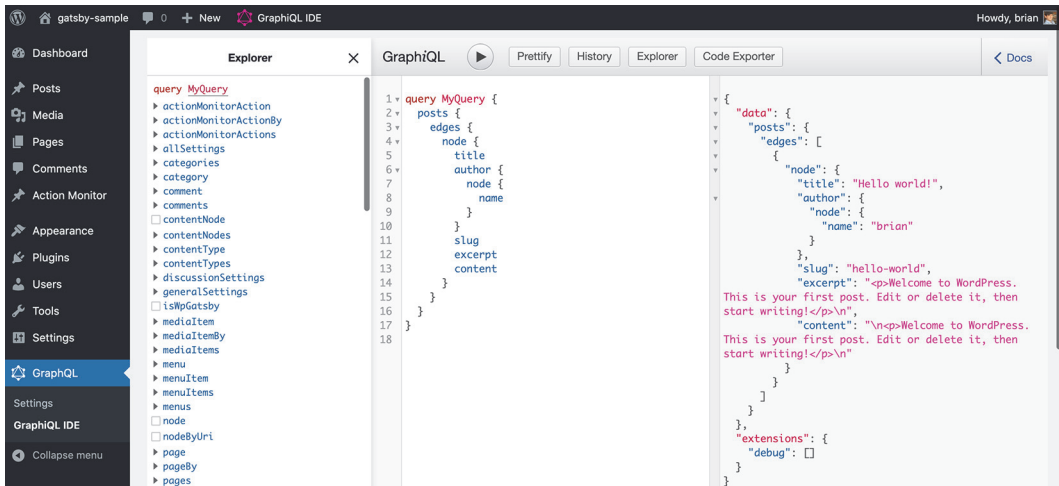 gatsby-sample 0 + New GraphiQL IDE Howdy, brian
Dashboard
Posts
Media
Pages
Comments
Action Monitor
Appearance
Plugins
Users
Tools
Settings
GraphQL
Settings
GraphiQL IDE
Collapse menu
Explorer
query MyQuery
actionMonitorAction
actionMonitorActionBy
actionMonitorActions
allSettings
categories
category
comment
comments
contentNode
contentNodes
contentType
contentTypes
discussionSettings
generalSettings
isWpGatsby
mediaItem
mediaItemBy
mediaItems
menu
menuItem
menuItems
menus
node
nodeByUri
page
pageBy
pages
GraphiQL Prettify History Explorer Code Exporter Docs
1 query MyQuery {
2 posts {
3 edges {
4 node {
5 title
6 author {
7 node {
8 name
9 }
10 }
11 slug
12 excerpt
13 content
14 }
15 }
16 }
17 }
18
{
"data": {
"posts": {
"edges": [
{
"node": {
"title": "Hello world!",
"author": {
"node": {
"name": "brian"
}
},
"slug": "hello-world",
"excerpt": "<p>Welcome to WordPress.
This is your first post. Edit or delete it, then
start writing!</p>\n",
"content": "\n<p>Welcome to WordPress.
This is your first post. Edit or delete it, then
start writing!</p>\n"
}
}
]
}
},
"extensions": {
"debug": []
}
}